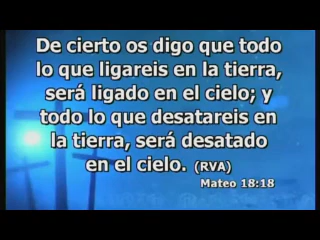 De cierto os digo que todo
lo que ligareis en la tierra,
será ligado en el cielo; y
todo lo que desatareis en
la tierra, será desatado
en el cielo. (RVA)
Mateo 18:18